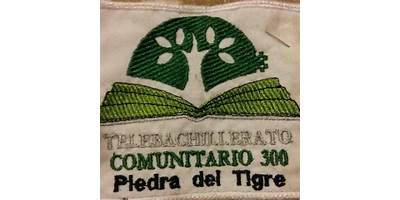 TELEBACHILLERATO
COMUNITARIO 300
Piedra del Tigre